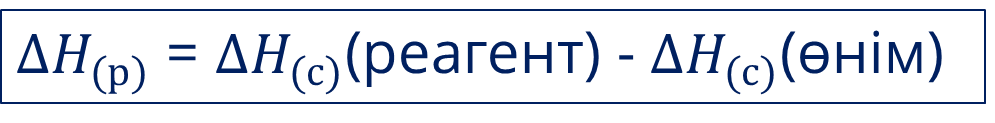 ΔH(p) = ΔH(c)(реагент) - ΔH(c)(өнім)